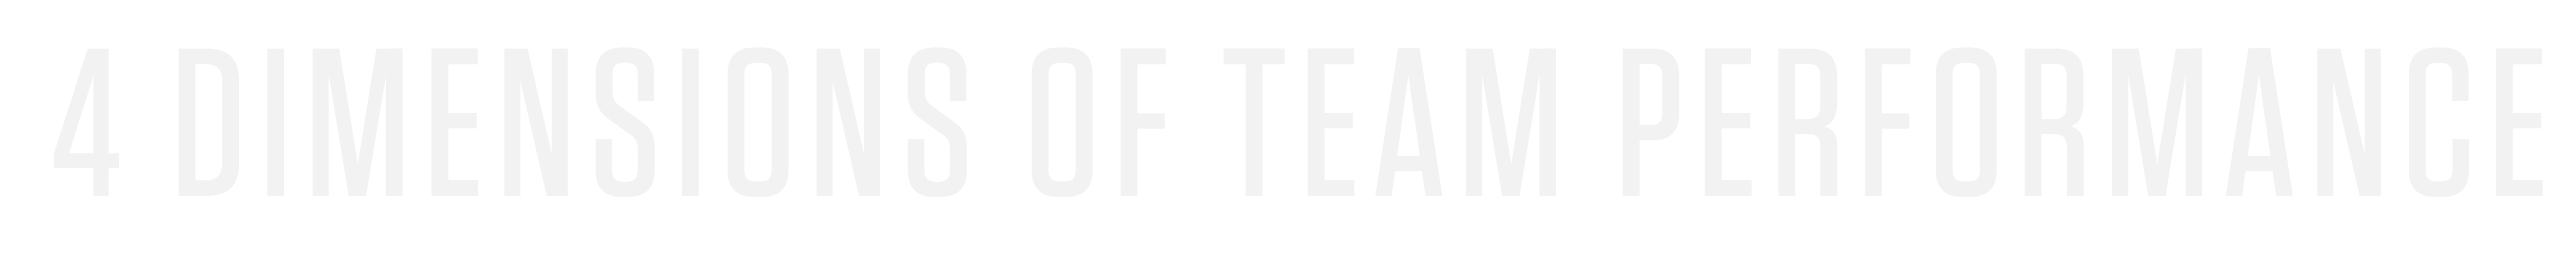 4 DIMENSIONS OF TEAM PERFORMANCE